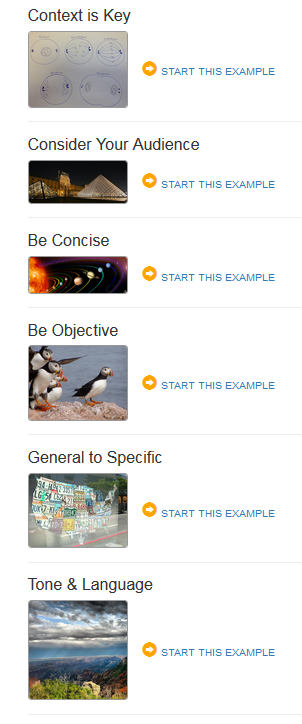 Context is Key
START THIS EXAMPLE
Consider Your Audience
START THIS EXAMPLE
Be Concise
START THIS EXAMPLE
Be Objective
START THIS EXAMPLE
General to Specific
START THIS EXAMPLE
Tone & Language
START THIS EXAMPLE